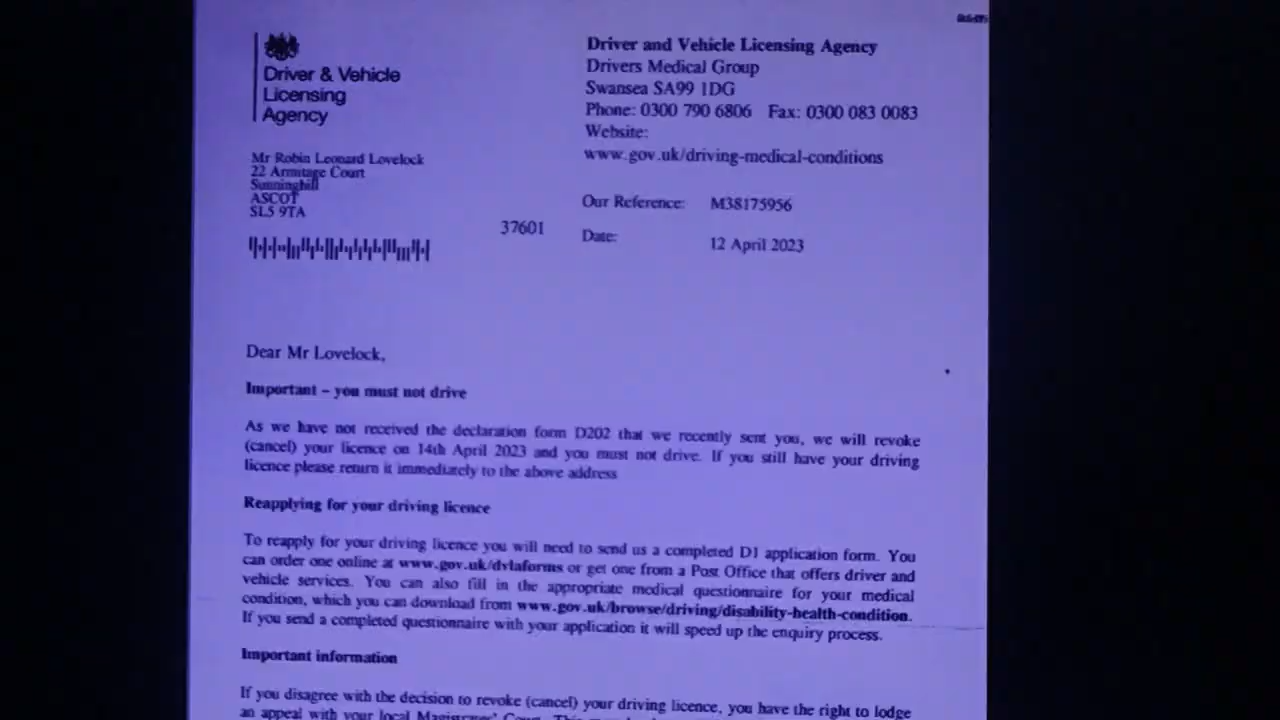 Driver & Vehicle
Licensing
Agency
Driver and Vehicle Licensing Agency
Drivers Medical Group
Swansea SA99 1DG
Phone: 0300 790 6806 Fax: 0300 083 0083
Website:
www.gov.uk/driving-medical-conditions
Mr Robin Leonard Lovelock
22 Armitage Court
Sunninghill
ASCOT
SL5 9TA
Our Reference: M38175956
37601
Date: 12 April 2023
Dear Mr Lovelock,
Important – you must not drive
As we have not received the declaration form D202 that we recently sent you, we will revoke
(cancel) your licence on 14th April 2023 and you must not drive. If you still have your driving
licence please return it immediately to the above address
Reapplying for your driving licence
To reapply for your driving licence you will need to send us a completed D1 application form. You
can order one online at www.gov.uk/dvlaforms or get one from a Post Office that offers driver and
vehicle services. You can also fill in the appropriate medical questionnaire for your medical
condition, which you can download from www.gov.uk/browse/driving/disability-health-condition.
If you send a completed questionnaire with your application it will speed up the enquiry process.
Important information
If you disagree with the decision to revoke (cancel) your driving licence, you have the right to lodge
an appeal with your local Magistrates' Court.